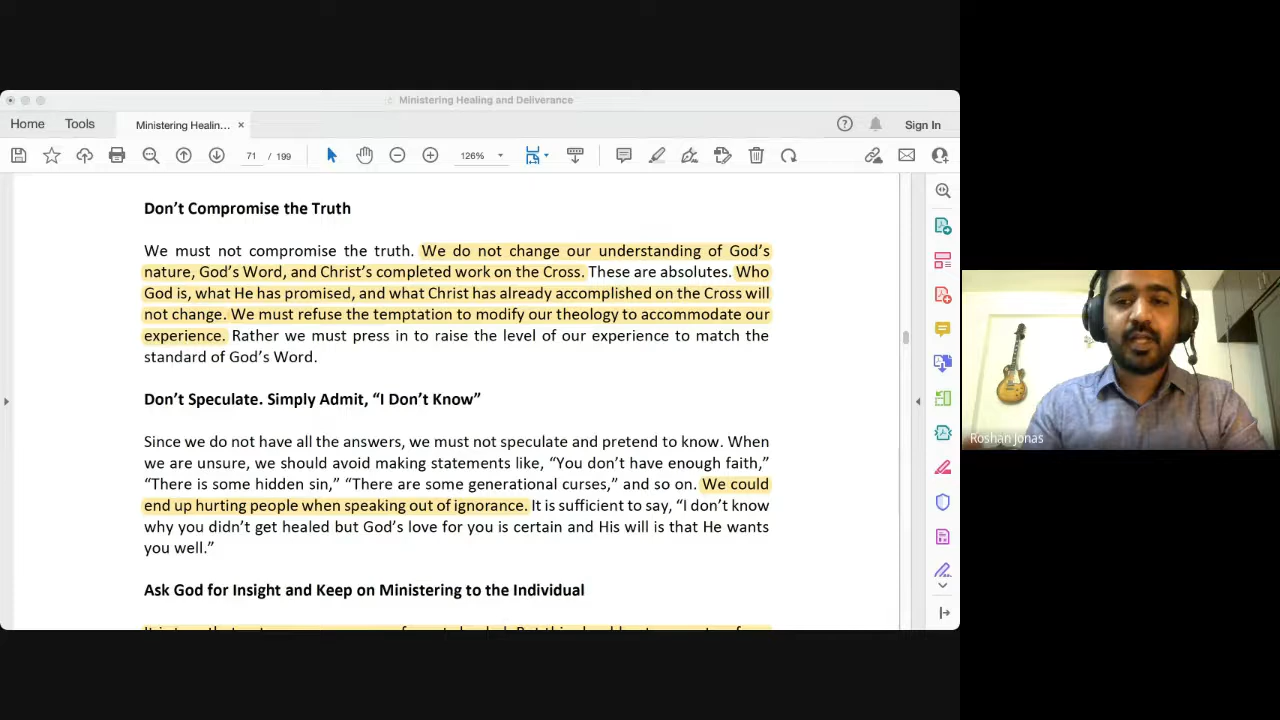 Ministering Healing and Deliverance
Home Tools Ministering Healin... × Sign In
71 / 199 126%
Don’t Compromise the Truth
We must not compromise the truth. We do not change our understanding of God’s
nature, God’s Word, and Christ’s completed work on the Cross. These are absolutes. Who
God is, what He has promised, and what Christ has already accomplished on the Cross will
not change. We must refuse the temptation to modify our theology to accommodate our
experience. Rather we must press in to raise the level of our experience to match the
standard of God’s Word.
Don’t Speculate. Simply Admit, “I Don’t Know”
Since we do not have all the answers, we must not speculate and pretend to know. When
we are unsure, we should avoid making statements like, “You don’t have enough faith,”
“There is some hidden sin,” “There are some generational curses,” and so on. We could
end up hurting people when speaking out of ignorance. It is sufficient to say, “I don’t know
why you didn’t get healed but God’s love for you is certain and His will is that He wants
you well.”
Ask God for Insight and Keep on Ministering to the Individual
Roshan Jonas